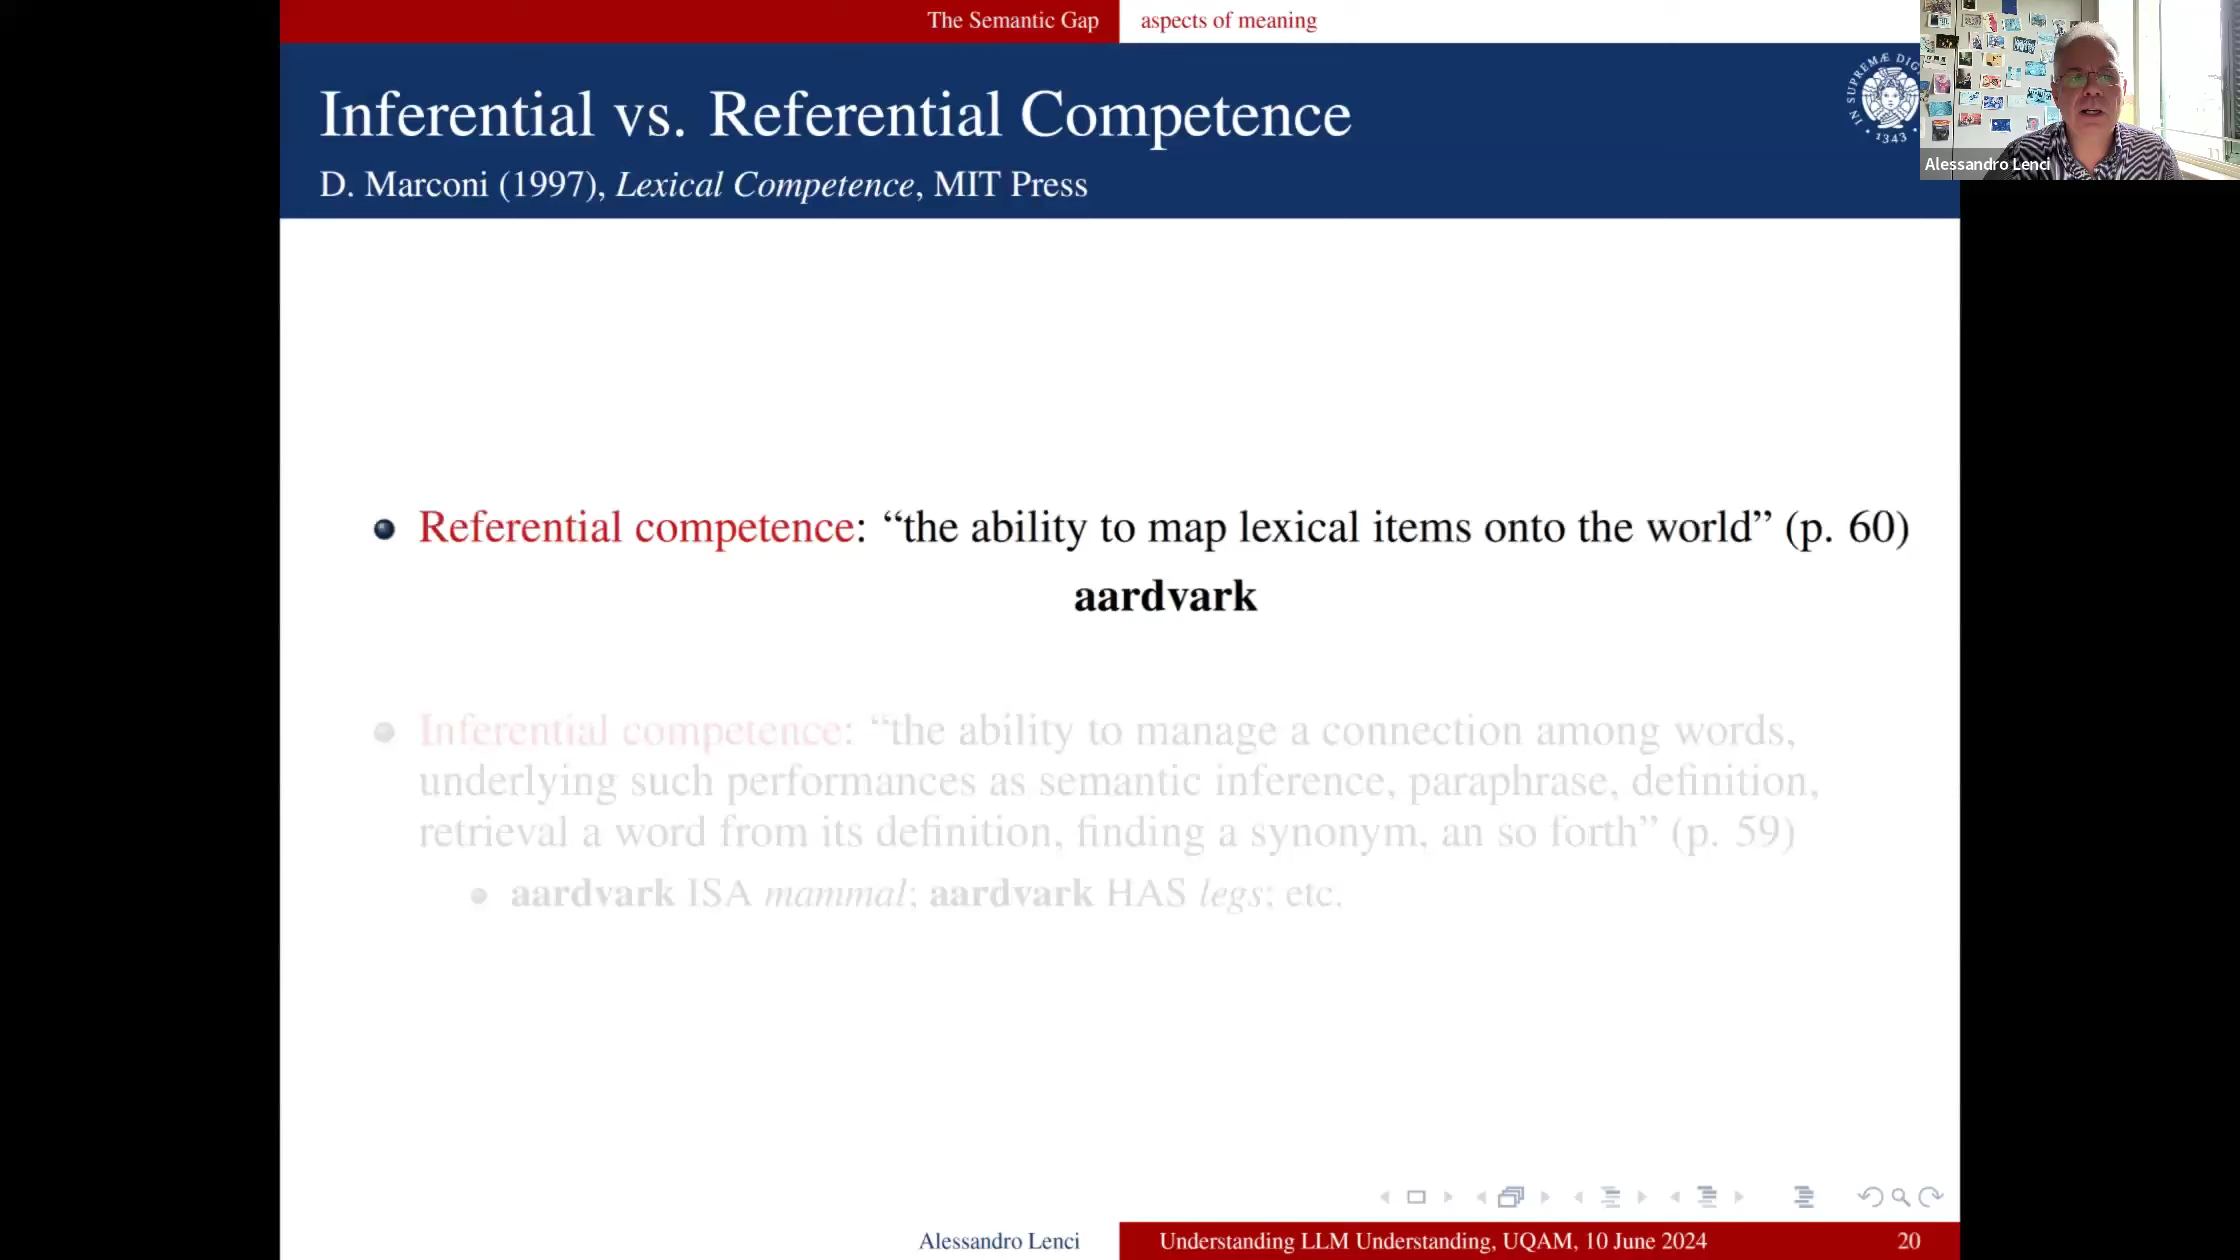 The Semantic Gap
aspects of meaning
Inferential vs. Referential Competence
D. Marconi (1997), Lexical Competence, MIT Press
IN SUPREMÆ DIG
1343
Alessandro Lenci
Referential competence: “the ability to map lexical items onto the world” (p. 60)
aardvark
Inferential competence: “the ability to manage a connection among words,
underlying such performances as semantic inference, paraphrase, definition,
retrieval a word from its definition, finding a synonym, an so forth” (p. 59)
aardvark ISA mammal; aardvark HAS legs; etc.
Alessandro Lenci
Understanding LLM Understanding, UQAM, 10 June 2024
20